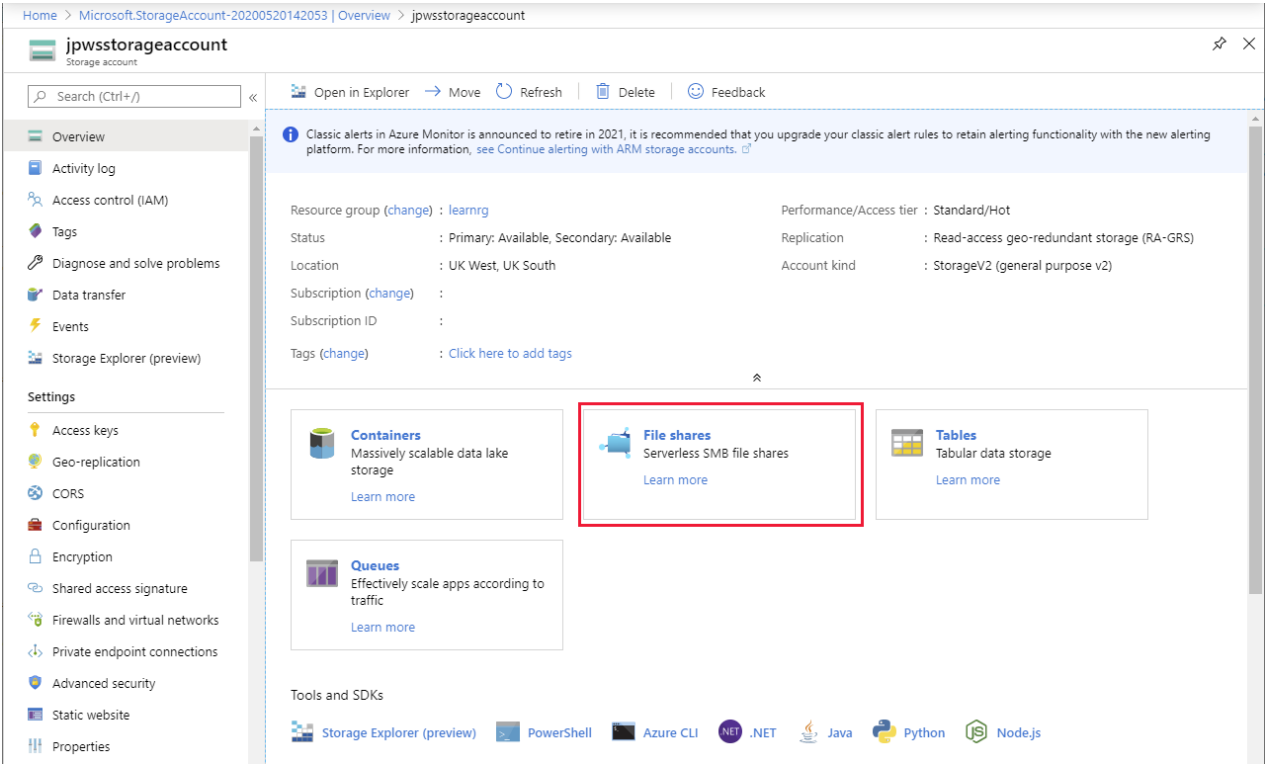 Home > Microsoft.StorageAccount-20200520142053 | Overview > jpwsstorageaccount
jpwsstorageaccount
Storage account
Search (Ctrl+/)
«
Overview
Activity log
Access control (IAM)
Tags
Diagnose and solve problems
Data transfer
Events
Storage Explorer (preview)
Settings
Access keys
Geo-replication
CORS
Configuration
Encryption
Shared access signature
Firewalls and virtual networks
Private endpoint connections
Advanced security
Static website
Properties
Open in Explorer Move Refresh Delete Feedback
Classic alerts in Azure Monitor is announced to retire in 2021, it is recommended that you upgrade your classic alert rules to retain alerting functionality with the new alerting
platform. For more information, see Continue alerting with ARM storage accounts.
Resource group (change) : learnrg
Status : Primary: Available, Secondary: Available
Location : UK West, UK South
Subscription (change) :
Subscription ID :
Tags (change) : Click here to add tags
Performance/Access tier : Standard/Hot
Replication : Read-access geo-redundant storage (RA-GRS)
Account kind : StorageV2 (general purpose v2)
Containers
Massively scalable data lake
storage
Learn more
File shares
Serverless SMB file shares
Learn more
Tables
Tabular data storage
Learn more
Queues
Effectively scale apps according to
traffic
Learn more
Tools and SDKs
Storage Explorer (preview) PowerShell Azure CLI NET .NET Java Python JS Node.js